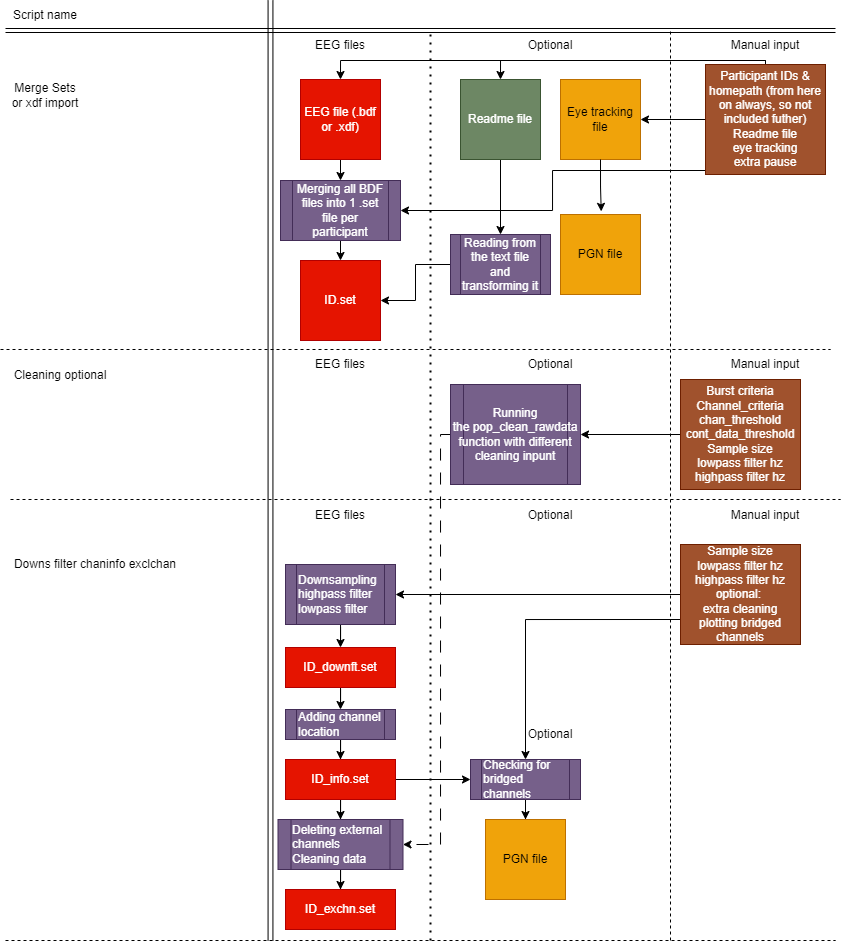 Script name
EEG files
Optional
Manual input
Merge Sets
or xdf import
EEG file (.bdf
or .xdf)
Readme file
Eye tracking
file
Participant IDs &
homepath (from here
on always, so not
included futher)
Readme file
eye tracking
extra pause
Merging all BDF
files into 1 .set
file per
participant
Reading from
the text file
and
transforming it
PGN file
ID.set
EEG files
Optional
Manual input
Cleaning optional
Running
the pop_clean_rawdata
function with different
cleaning inpunt
Burst criteria
Channel_criteria
chan_threshold
cont_data_threshold
Sample size
lowpass filter hz
highpass filter hz
EEG files
Optional
Manual input
Downs filter chaninfo exclchan
Downsampling
highpass filter
lowpass filter
Sample size
lowpass filter hz
highpass filter hz
optional:
extra cleaning
plotting bridged
channels
ID_downft.set
Adding channel
location
Optional
ID_info.set
Checking for
bridged
channels
Deleting external
channels
Cleaning data
PGN file
ID_exchn.set